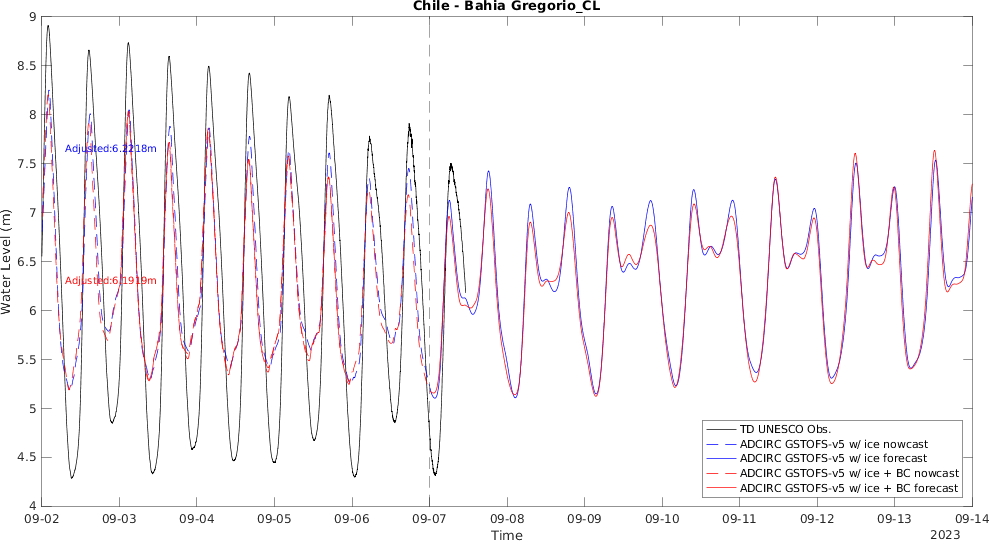 Chile - Bahia Gregorio_CL
9
8.5
8
7.5
7
6.5
6
5.5
5
4.5
4
Water Level (m)
Adjusted:6.2218m
Adjusted:6.1919m
TD UNESCO Obs.
ADCIRC GSTOFS-v5 w/ ice nowcast
ADCIRC GSTOFS-v5 w/ ice forecast
ADCIRC GSTOFS-v5 w/ ice + BC nowcast
ADCIRC GSTOFS-v5 w/ ice + BC forecast
09-02 09-03 09-04 09-05 09-06 09-07 09-08 09-09 09-10 09-11 09-12 09-13 09-14
Time
2023